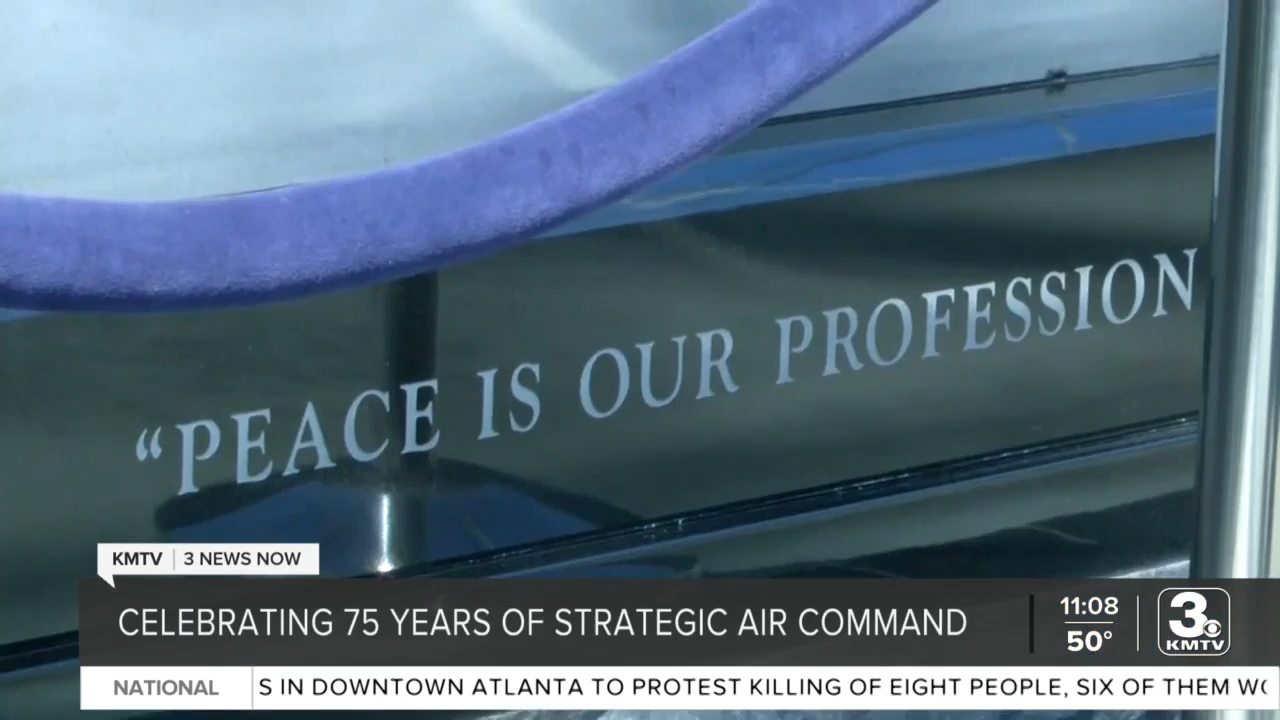 “PEACE IS OUR PROFESSION
KMTV | 3 NEWS NOW
CELEBRATING 75 YEARS OF STRATEGIC AIR COMMAND
11:08
50°
3
KMTV
NATIONAL
S IN DOWNTOWN ATLANTA TO PROTEST KILLING OF EIGHT PEOPLE, SIX OF THEM